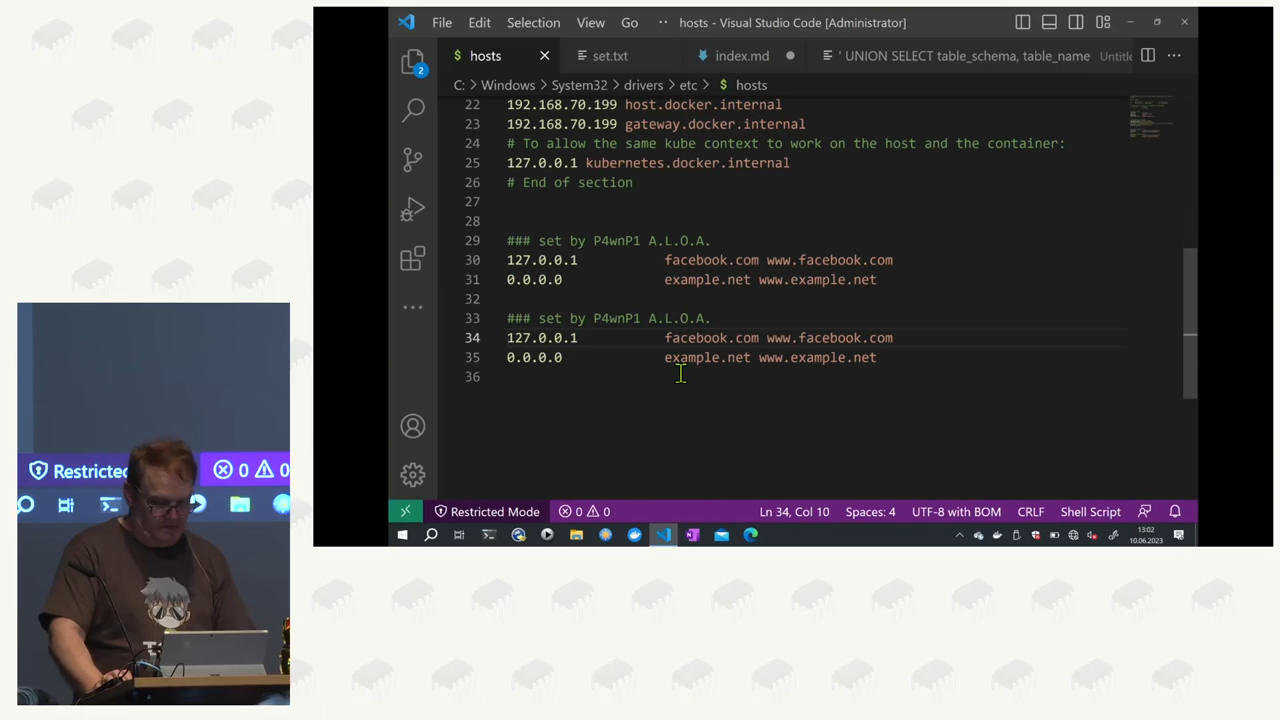 File Edit Selection View Go ·· hosts - Visual Studio Code [Administrator]
$ hosts set.txt index.md ' UNION SELECT table_schema, table_name Untitle
2
C: > Windows > System32 > drivers > etc > $ hosts
22 192.168.70.199 host.docker.internal
23 192.168.70.199 gateway.docker.internal
24 # To allow the same kube context to work on the host and the container:
25 127.0.0.1 kubernetes.docker.internal
26 # End of section
27
28
29 ### set by P4wnP1 A.L.O.A.
30 127.0.0.1 facebook.com www.facebook.com
31 0.0.0.0 example.net www.example.net
32
33 ### set by P4wnP1 A.L.O.A.
34 127.0.0.1 facebook.com www.facebook.com
35 0.0.0.0 example.net www.example.net
36
Restricted Mode 0 0 Ln 34, Col 10 Spaces: 4 UTF-8 with BOM CRLF Shell Script
13:02
10.06.2023
Restricted 0 0